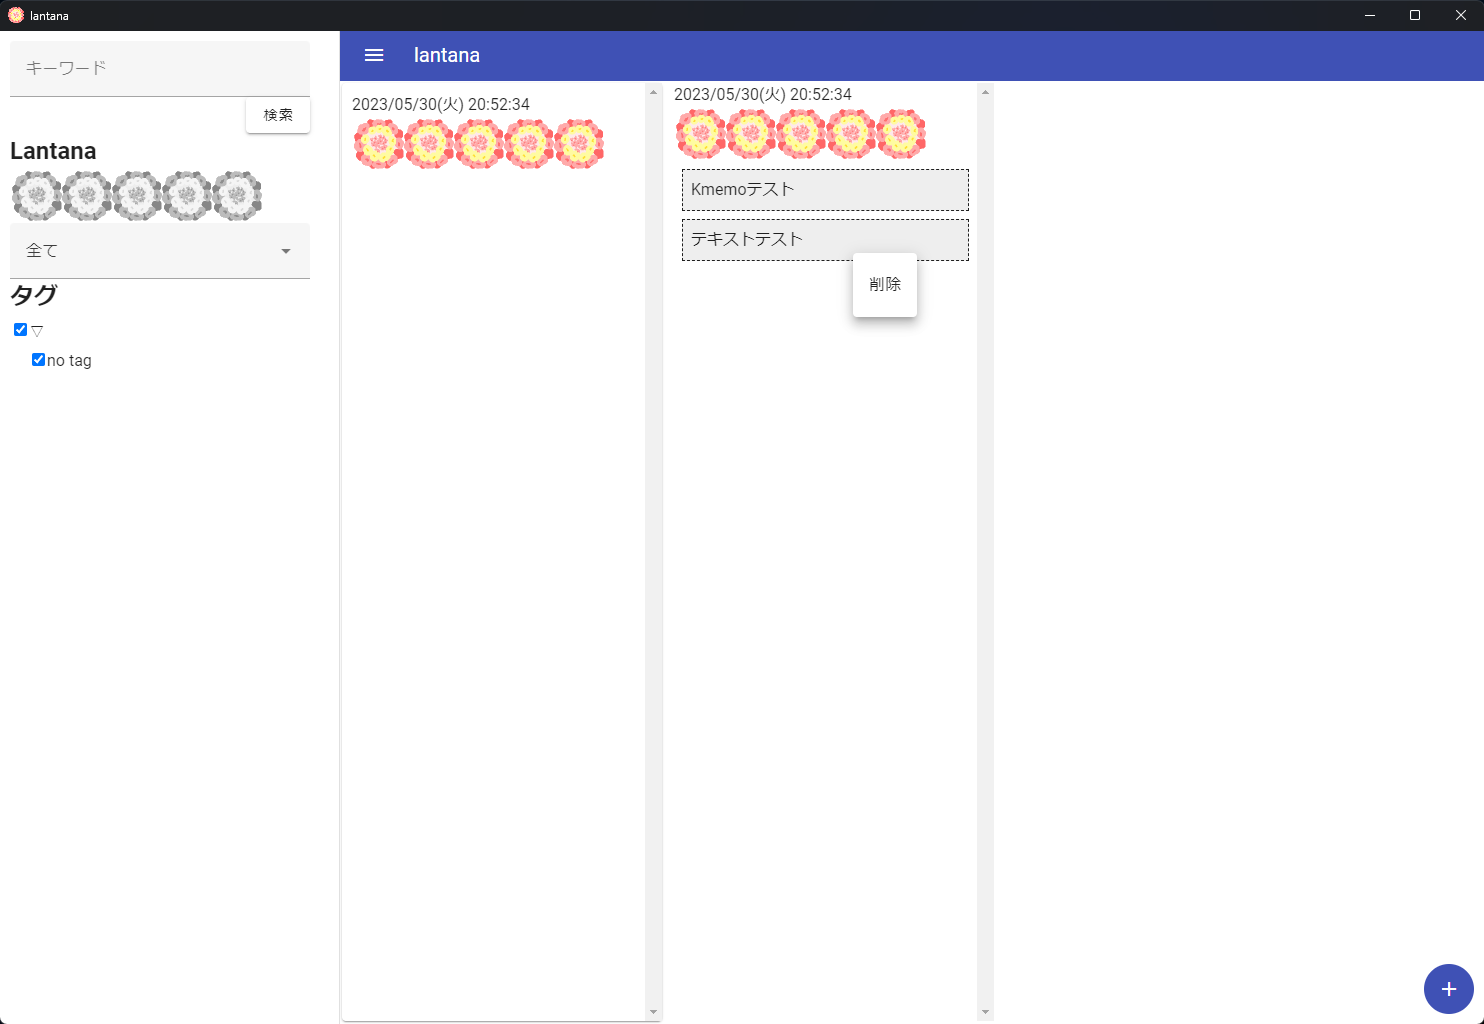 lantana
キーワード
検索
Lantana
全て
タグ
▽
no tag
lantana
2023/05/30(火) 20:52:34
2023/05/30(火) 20:52:34
Kmemoテスト
テキストテスト
削除